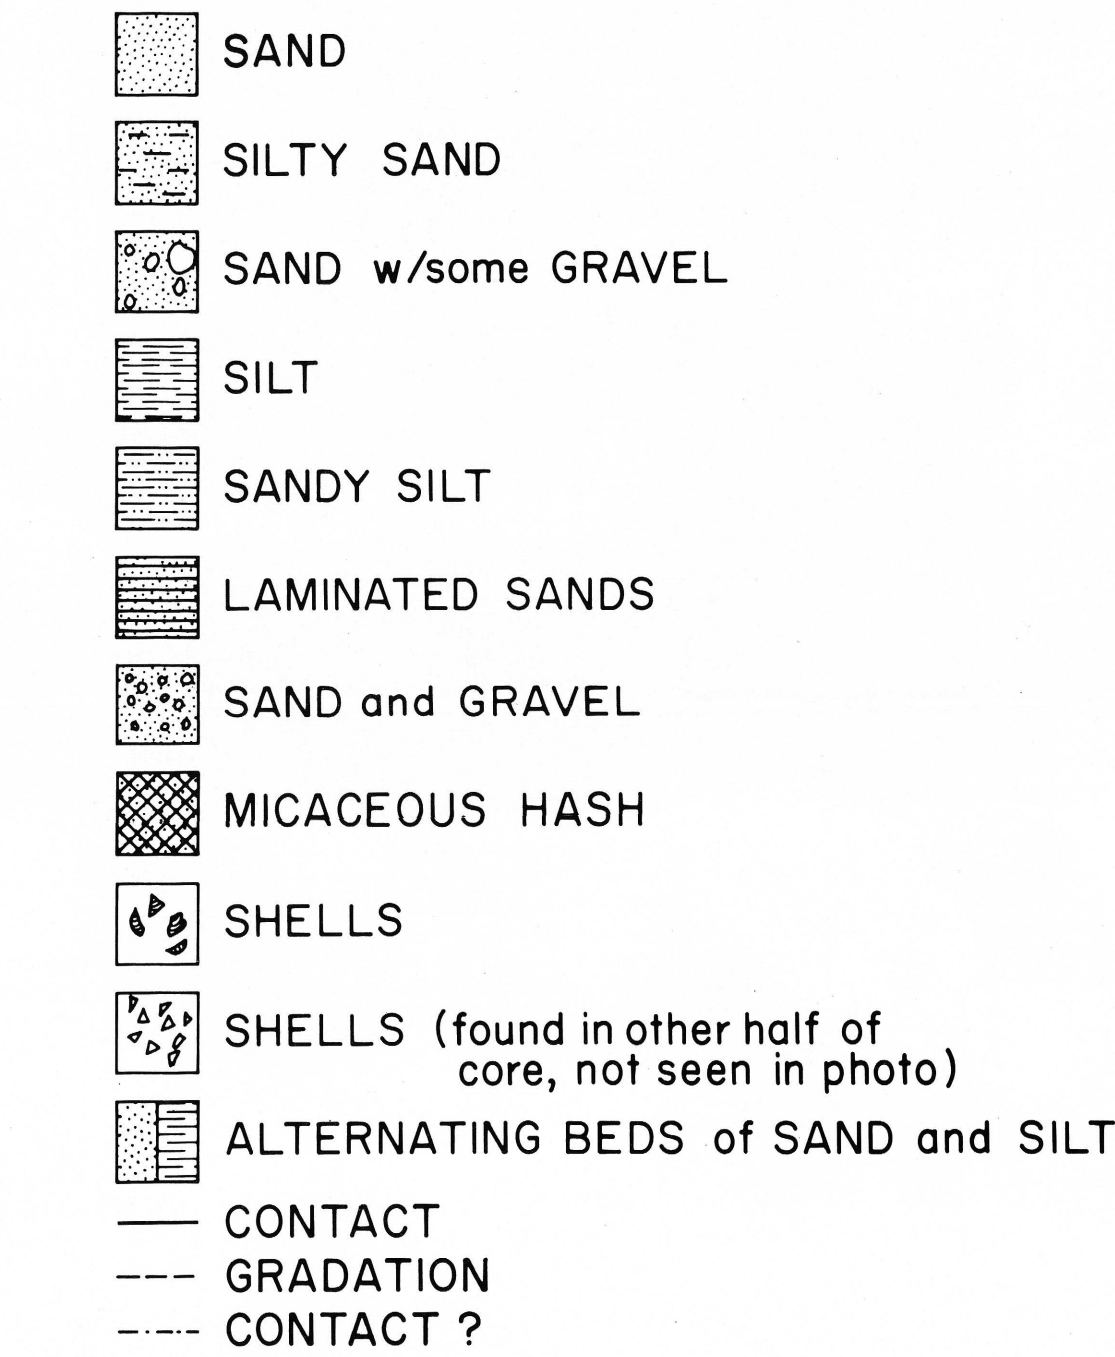 SAND
SILTY SAND
SAND w/some GRAVEL
SILT
SANDY SILT
LAMINATED SANDS
SAND and GRAVEL
MICACEOUS HASH
SHELLS
SHELLS (found in other half of
core, not seen in photo)
ALTERNATING BEDS of SAND and SILT
CONTACT
GRADATION
CONTACT ?